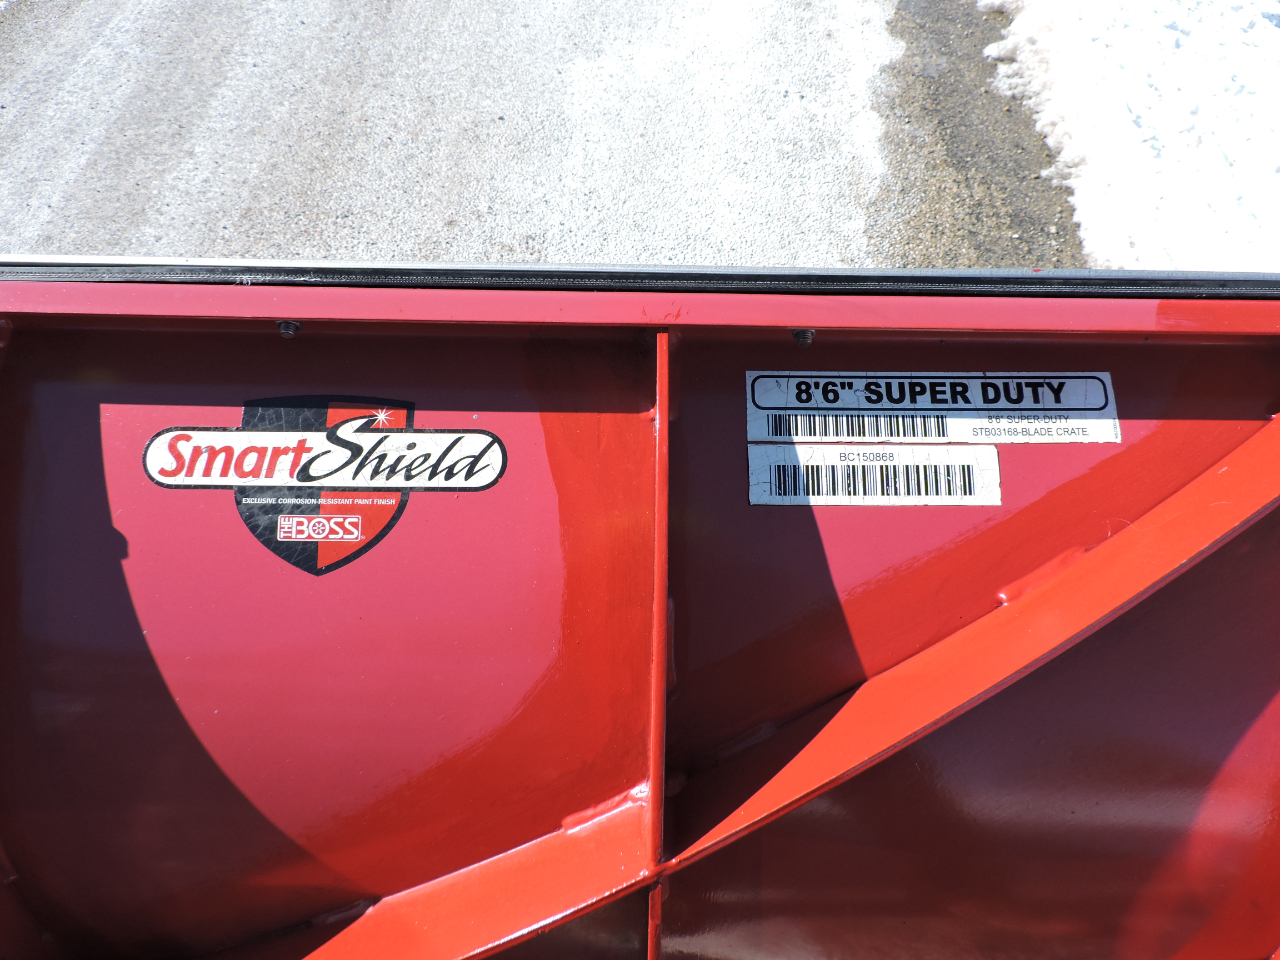 SmartShield
EXCLUSIVE CORROSION-RESISTANT PAINT FINISH
THE BOSS
8'6" SUPER DUTY
8'6" SUPER-DUTY
STB03168-BLADE CRATE.
BC150868